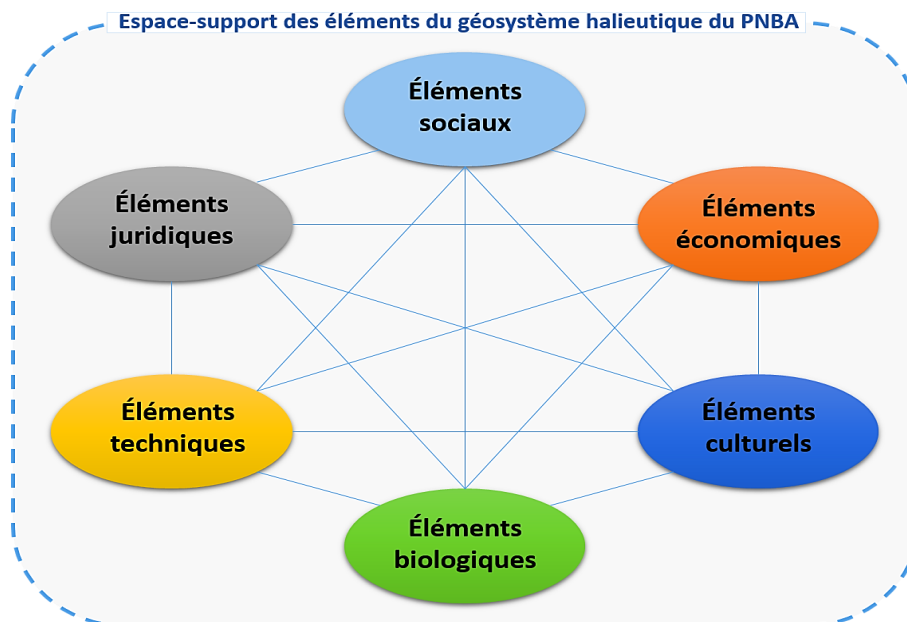 Espace-support des éléments du géosystème halieutique du PNBA
Éléments
sociaux
Éléments
juridiques
Éléments
économiques
Éléments
techniques
Éléments
culturels
Éléments
biologiques